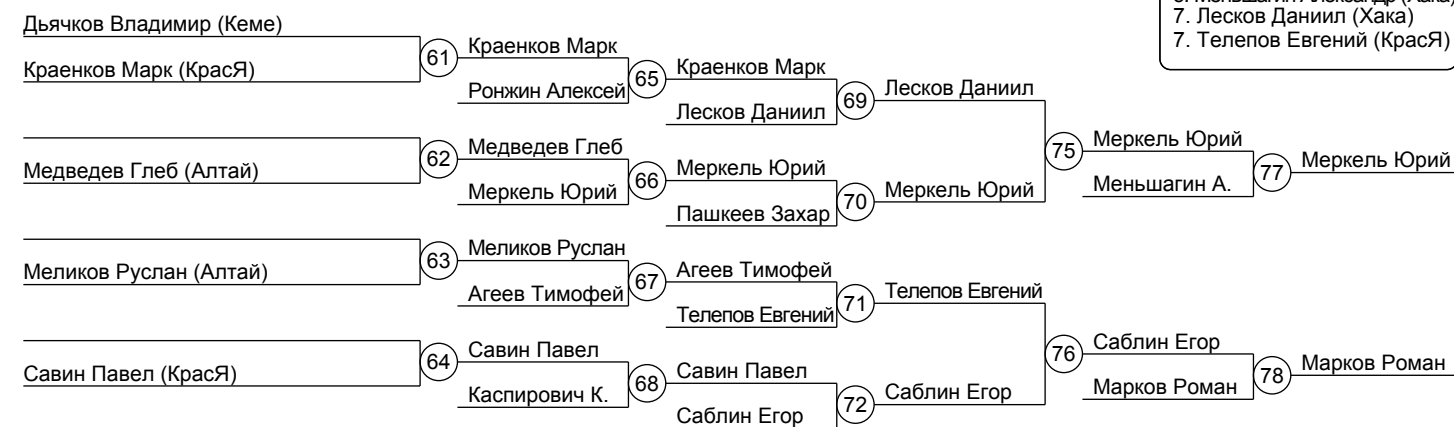 Дьячков Владимир (Кеме)
Краенков Марк (КрасЯ)
61
Краенков Марк
Ронжин Алексей
65
Краенков Марк
Лесков Даниил
69
Лесков Даниил
Медведев Глеб (Алтай)
62
Медведев Глеб
Меркель Юрий
66
Меркель Юрий
Пашкеев Захар
70
Меркель Юрий
75
Меркель Юрий
Меньшагин А.
77
Меркель Юрий
Меликов Руслан (Алтай)
63
Меликов Руслан
Агеев Тимофей
67
Агеев Тимофей
Телепов Евгений
71
Телепов Евгений
Савин Павел (КрасЯ)
64
Савин Павел
Каспирович К.
68
Савин Павел
Саблин Егор
72
Саблин Егор
76
Саблин Егор
Марков Роман
78
Марков Роман
Меньшагин Александр (Хака)
7. Лесков Даниил (Хака)
7. Телепов Евгений (КрасЯ)